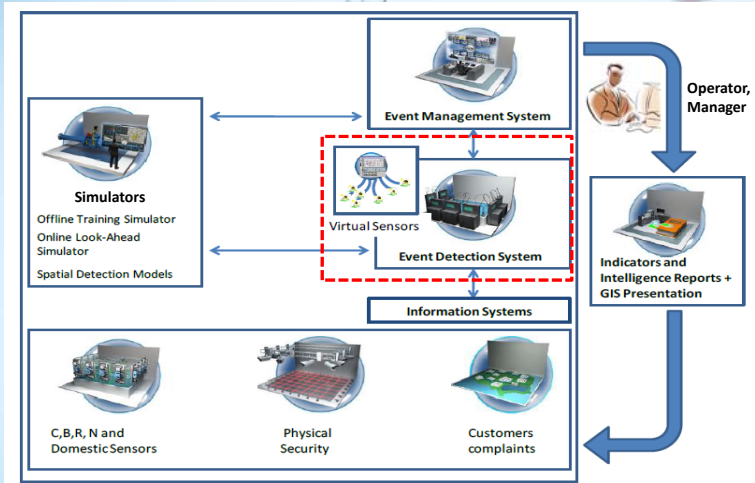 Event Management System
Operator,
Manager
Simulators
Offline Training Simulator
Online Look-Ahead
Simulator
Spatial Detection Models
Virtual Sensors
Event Detection System
Indicators and
Intelligence Reports +
GIS Presentation
Information Systems
C,B,R, N and
Domestic Sensors
Physical
Security
Customers
complaints